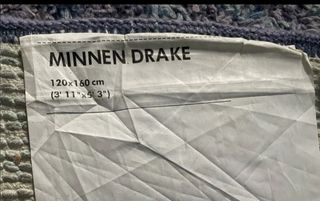 MINNEN DRAKE
120x160 cm
(3' 11"x5' 3")